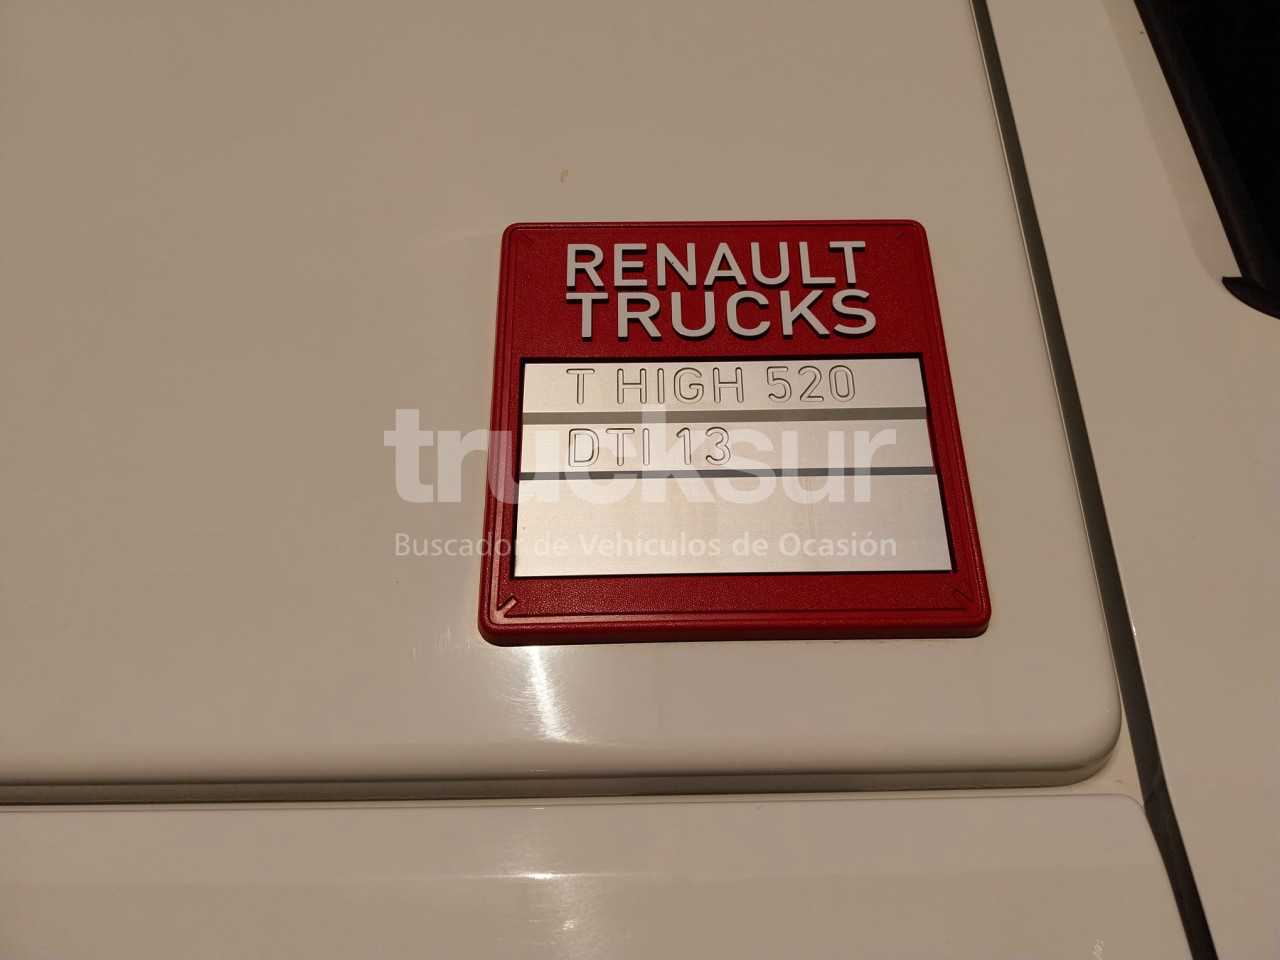 RENAULT
TRUCKS
T HIGH 520
DTI 13
trucksur
Buscador de Vehículos de Ocasión